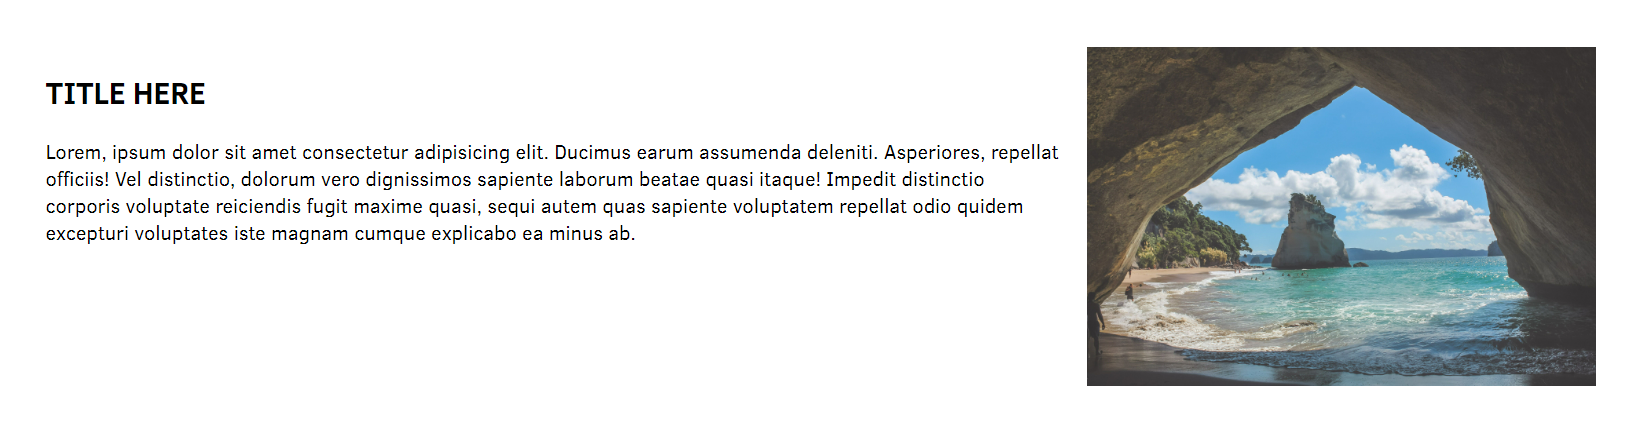 TITLE HERE
Lorem, ipsum dolor sit amet consectetur adipisicing elit. Ducimus earum assumenda deleniti. Asperiores, repellat
officiis! Vel distinctio, dolorum vero dignissimos sapiente laborum beatae quasi itaque! Impedit distinctio
corporis voluptate reiciendis fugit maxime quasi, sequi autem quas sapiente voluptatem repellat odio quidem
excepturi voluptates iste magnam cumque explicabo ea minus ab.